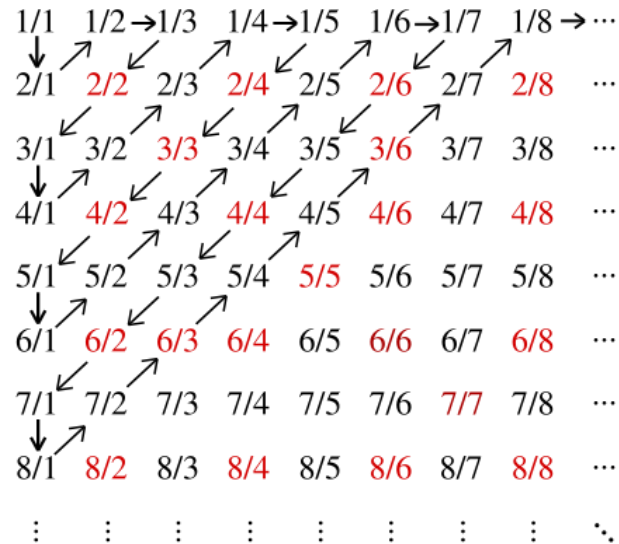 1/1 1/2 → 1/3 1/4 → 1/5 1/6 → 1/7 1/8 → ⋯
2/1 2/2 2/3 2/4 2/5 2/6 2/7 2/8 ⋯
3/1 3/2 3/3 3/4 3/5 3/6 3/7 3/8 ⋯
4/1 4/2 4/3 4/4 4/5 4/6 4/7 4/8 ⋯
5/1 5/2 5/3 5/4 5/5 5/6 5/7 5/8 ⋯
6/1 6/2 6/3 6/4 6/5 6/6 6/7 6/8 ⋯
7/1 7/2 7/3 7/4 7/5 7/6 7/7 7/8 ⋯
8/1 8/2 8/3 8/4 8/5 8/6 8/7 8/8 ⋯
⋮ ⋮ ⋮ ⋮ ⋮ ⋮ ⋮ ⋮ ⋱